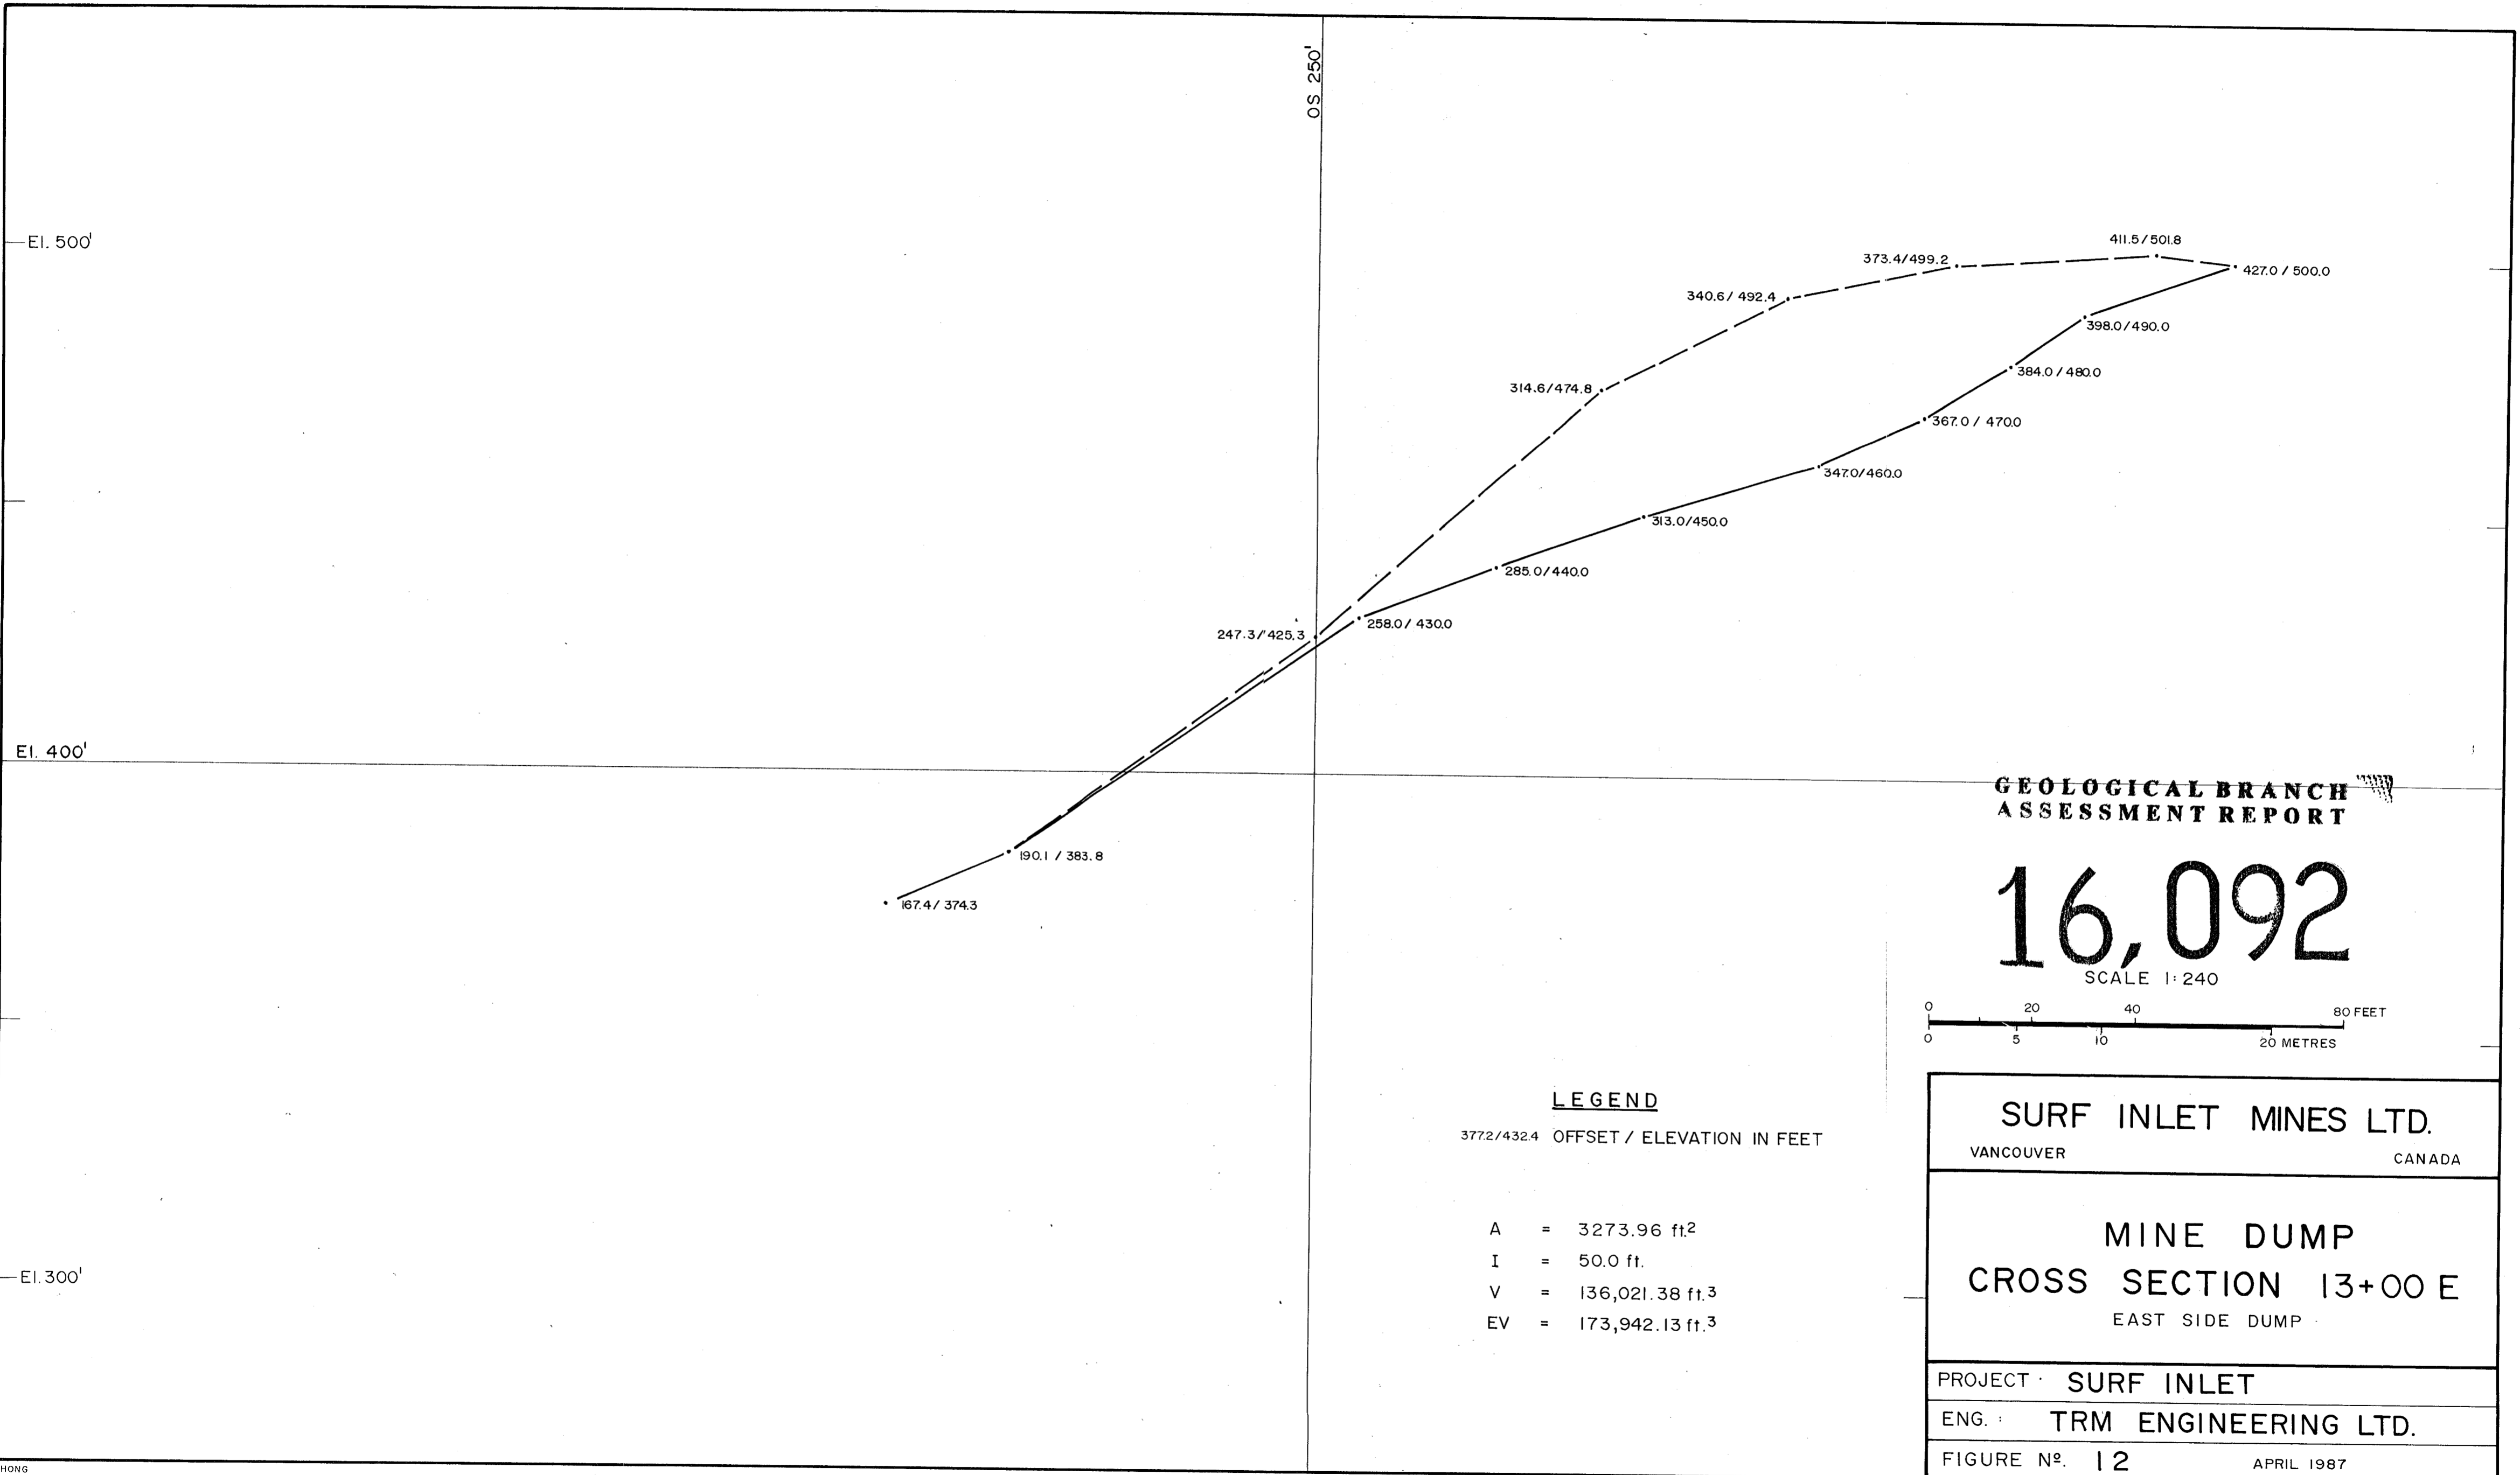 OS 250'
El. 500'
411.5/501.8
373.4/499.2
427.0 / 500.0
340.6/ 492.4
398.0/490.0
384.0/ 480.0
314.6/474.8
367.0 / 470.0
347.0/460.0
313.0/450.0
285.0/440.0
247.3/425.3
258.0/ 430.0
El. 400'
190.1 / 383.8
167.4/ 374.3
GEOLOGICAL BRANCH
ASSESSMENT REPORT
16,092
SCALE 1:240
0 20 40 80 FEET
0 5 10 20 METRES
LEGEND
377.2/432.4 OFFSET / ELEVATION IN FEET
A = 3273.96 ft.2
I = 50.0 ft.
V = 136,021.38 ft.3
EV = 173,942.13 ft.3
El. 300'
SURF INLET MINES LTD.
VANCOUVER CANADA
MINE DUMP
CROSS SECTION 13+00 E
EAST SIDE DUMP
PROJECT : SURF INLET
ENG. : TRM ENGINEERING LTD.
FIGURE Nº. 12 APRIL 1987
HONG